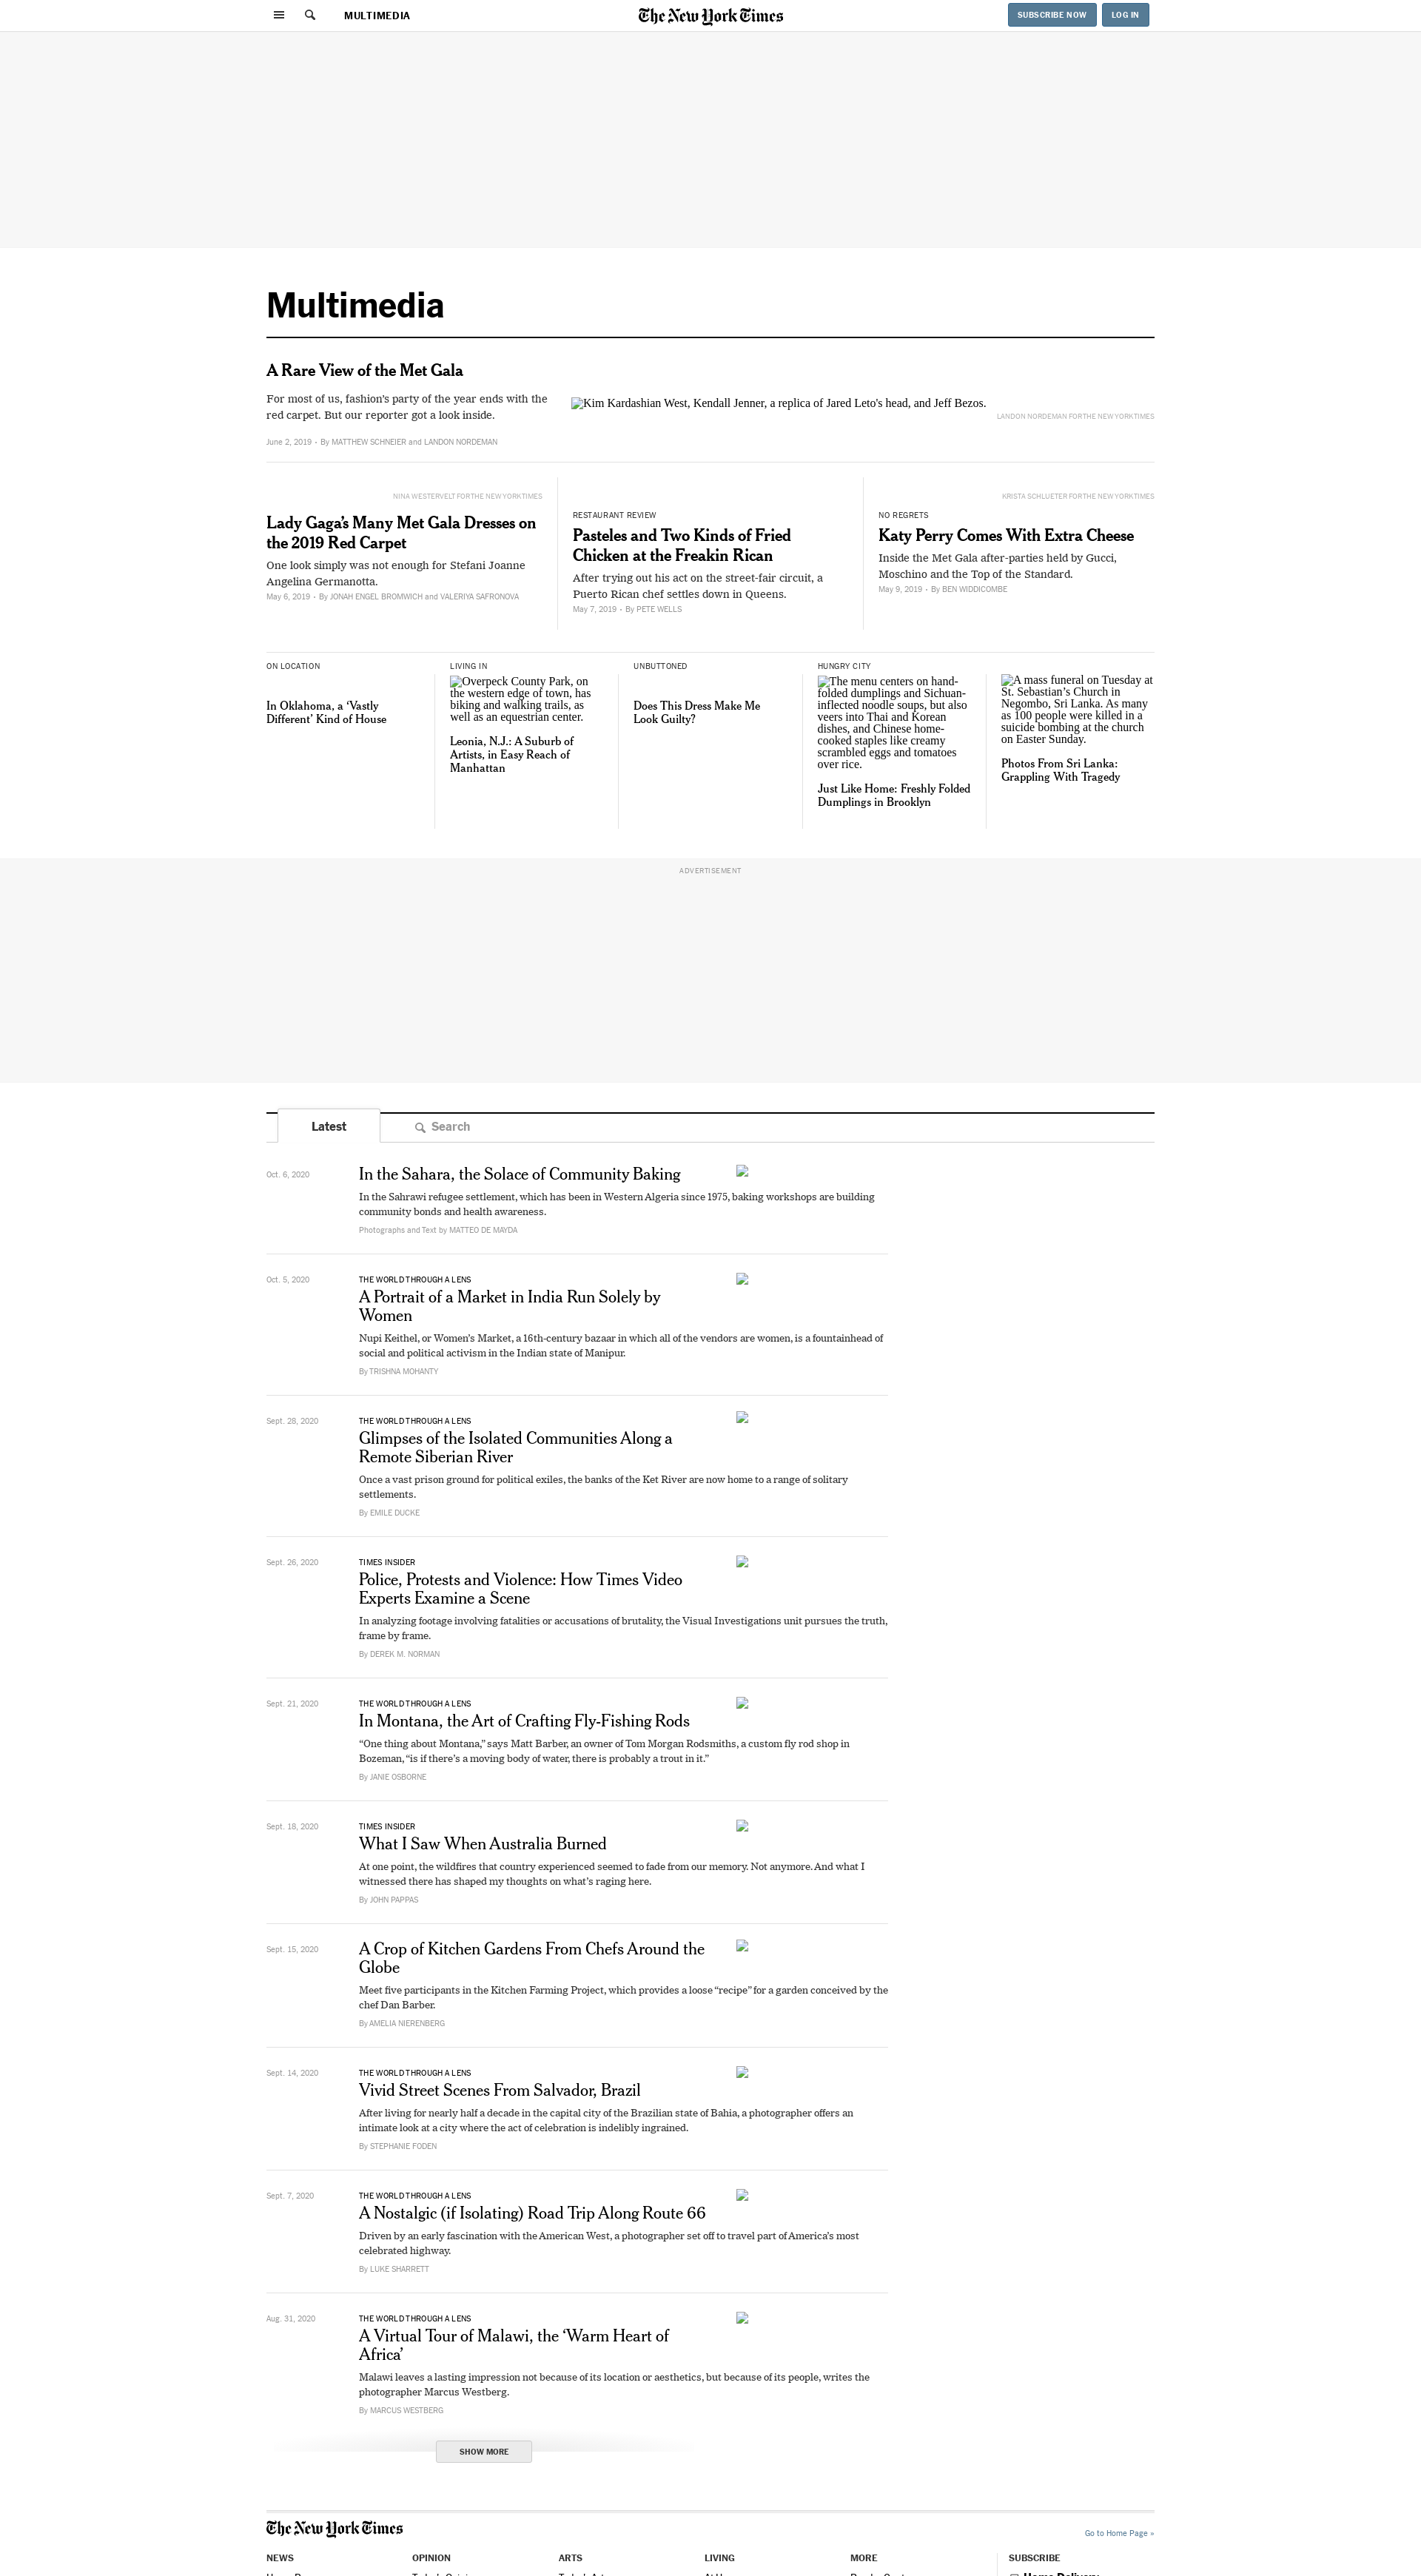 MULTIMEDIA
The New York Times
SUBSCRIBE NOW
LOG IN
Multimedia
A Rare View of the Met Gala
For most of us, fashion's party of the year ends with the
red carpet. But our reporter got a look inside.
June 2, 2019 • By MATTHEW SCHNEIER and LANDON NORDEMAN
Kim Kardashian West, Kendall Jenner, a replica of Jared Leto's head, and Jeff Bezos.
LANDON NORDEMAN FOR THE NEW YORK TIMES
NINA WESTERVELT FOR THE NEW YORK TIMES
Lady Gaga’s Many Met Gala Dresses on
the 2019 Red Carpet
One look simply was not enough for Stefani Joanne
Angelina Germanotta.
May 6, 2019 • By JONAH ENGEL BROMWICH and VALERIYA SAFRONOVA
RESTAURANT REVIEW
Pasteles and Two Kinds of Fried
Chicken at the Freakin Rican
After trying out his act on the street-fair circuit, a
Puerto Rican chef settles down in Queens.
May 7, 2019 • By PETE WELLS
KRISTA SCHLUETER FOR THE NEW YORK TIMES
NO REGRETS
Katy Perry Comes With Extra Cheese
Inside the Met Gala after-parties held by Gucci,
Moschino and the Top of the Standard.
May 9, 2019 • By BEN WIDDICOMBE
ON LOCATION
In Oklahoma, a ‘Vastly
Different’ Kind of House
LIVING IN
Overpeck County Park, on
the western edge of town, has
biking and walking trails, as
well as an equestrian center.
Leonia, N.J.: A Suburb of
Artists, in Easy Reach of
Manhattan
UNBUTTONED
Does This Dress Make Me
Look Guilty?
HUNGRY CITY
The menu centers on hand-
folded dumplings and Sichuan-
inflected noodle soups, but also
veers into Thai and Korean
dishes, and Chinese home-
cooked staples like creamy
scrambled eggs and tomatoes
over rice.
Just Like Home: Freshly Folded
Dumplings in Brooklyn
A mass funeral on Tuesday at
St. Sebastian’s Church in
Negombo, Sri Lanka. As many
as 100 people were killed in a
suicide bombing at the church
on Easter Sunday.
Photos From Sri Lanka:
Grappling With Tragedy
ADVERTISEMENT
Latest
Search
Oct. 6, 2020
In the Sahara, the Solace of Community Baking
In the Sahrawi refugee settlement, which has been in Western Algeria since 1975, baking workshops are building
community bonds and health awareness.
Photographs and Text by MATTEO DE MAYDA
Oct. 5, 2020
THE WORLD THROUGH A LENS
A Portrait of a Market in India Run Solely by
Women
Nupi Keithel, or Women’s Market, a 16th-century bazaar in which all of the vendors are women, is a fountainhead of
social and political activism in the Indian state of Manipur.
By TRISHNA MOHANTY
Sept. 28, 2020
THE WORLD THROUGH A LENS
Glimpses of the Isolated Communities Along a
Remote Siberian River
Once a vast prison ground for political exiles, the banks of the Ket River are now home to a range of solitary
settlements.
By EMILE DUCKE
Sept. 26, 2020
TIMES INSIDER
Police, Protests and Violence: How Times Video
Experts Examine a Scene
In analyzing footage involving fatalities or accusations of brutality, the Visual Investigations unit pursues the truth,
frame by frame.
By DEREK M. NORMAN
Sept. 21, 2020
THE WORLD THROUGH A LENS
In Montana, the Art of Crafting Fly-Fishing Rods
“One thing about Montana,” says Matt Barber, an owner of Tom Morgan Rodsmiths, a custom fly rod shop in
Bozeman, “is if there’s a moving body of water, there is probably a trout in it.”
By JANIE OSBORNE
Sept. 18, 2020
TIMES INSIDER
What I Saw When Australia Burned
At one point, the wildfires that country experienced seemed to fade from our memory. Not anymore. And what I
witnessed there has shaped my thoughts on what’s raging here.
By JOHN PAPPAS
Sept. 15, 2020
A Crop of Kitchen Gardens From Chefs Around the
Globe
Meet five participants in the Kitchen Farming Project, which provides a loose “recipe” for a garden conceived by the
chef Dan Barber.
By AMELIA NIERENBERG
Sept. 14, 2020
THE WORLD THROUGH A LENS
Vivid Street Scenes From Salvador, Brazil
After living for nearly half a decade in the capital city of the Brazilian state of Bahia, a photographer offers an
intimate look at a city where the act of celebration is indelibly ingrained.
By STEPHANIE FODEN
Sept. 7, 2020
THE WORLD THROUGH A LENS
A Nostalgic (if Isolating) Road Trip Along Route 66
Driven by an early fascination with the American West, a photographer set off to travel part of America’s most
celebrated highway.
By LUKE SHARRETT
Aug. 31, 2020
THE WORLD THROUGH A LENS
A Virtual Tour of Malawi, the ‘Warm Heart of
Africa’
Malawi leaves a lasting impression not because of its location or aesthetics, but because of its people, writes the
photographer Marcus Westberg.
By MARCUS WESTBERG
SHOW MORE
The New York Times
Go to Home Page »
NEWS
OPINION
ARTS
LIVING
MORE
SUBSCRIBE